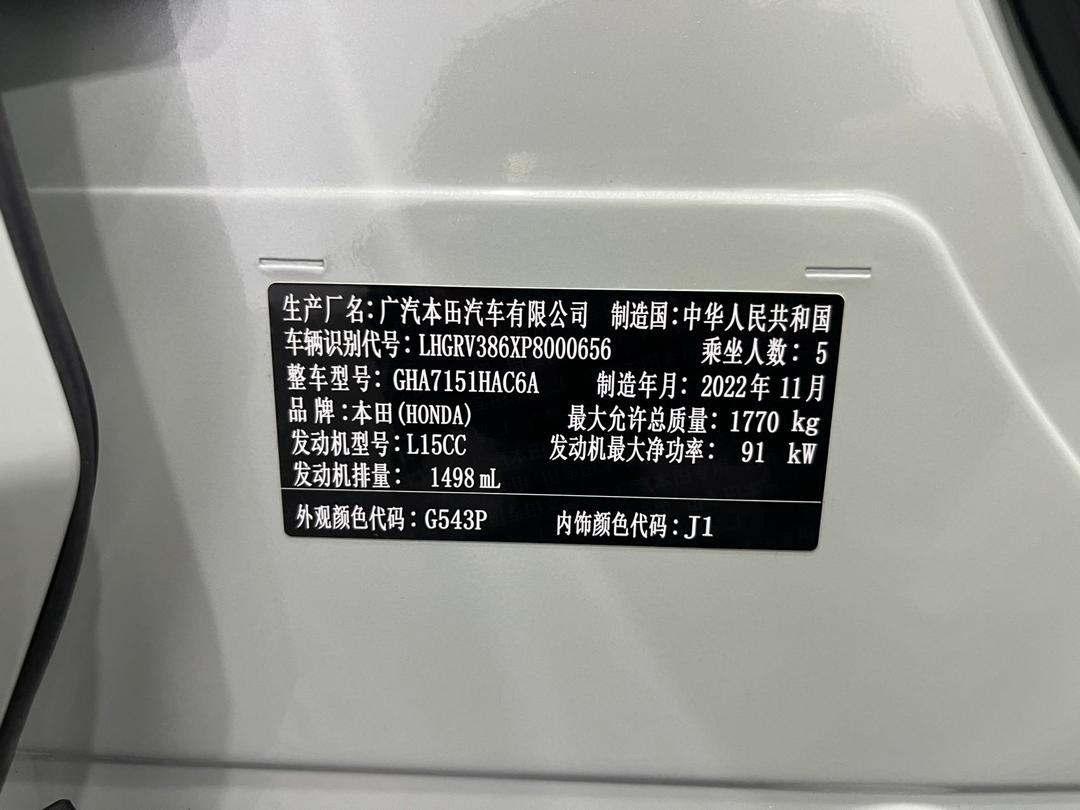 生产厂名:广汽本田汽车有限公司 制造国:中华人民共和国
车辆识别代号:LHGRV386XP8000656 乘坐人数:5
整车型号:GHA7151HAC6A 制造年月:2022年 11月
品 牌:本田(HONDA) 最大允许总质量:1770 kg
发动机型号:L15CC 发动机最大净功率: 91 kW
发动机排量: 1498 mL
外观颜色代码:G543P 内饰颜色代码:J1